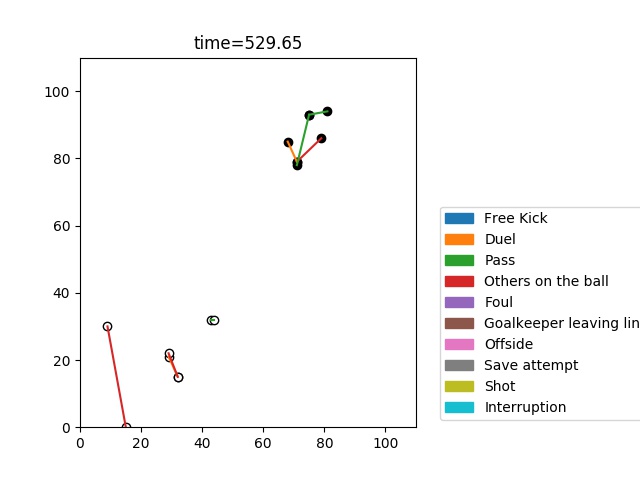 time=529.65
100
80
60
40
20
0
0 20 40 60 80 100
Free Kick
Duel
Pass
Others on the ball
Foul
Goalkeeper leaving lin
Offside
Save attempt
Shot
Interruption